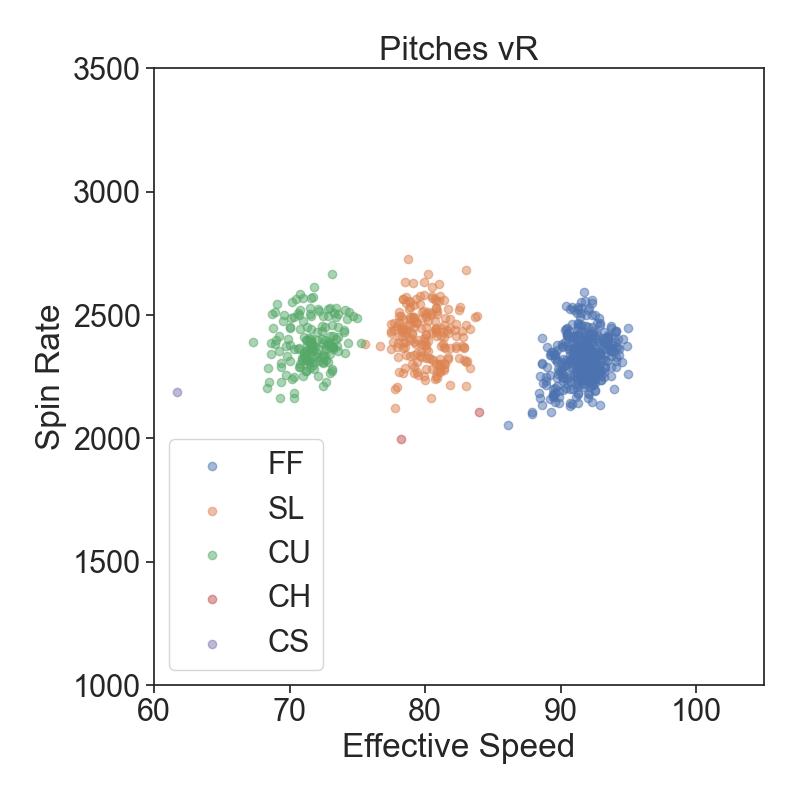 Pitches vR
3500
3000
2500
2000
1500
1000
Spin Rate
FF
SL
CU
CH
CS
60 70 80 90 100
Effective Speed